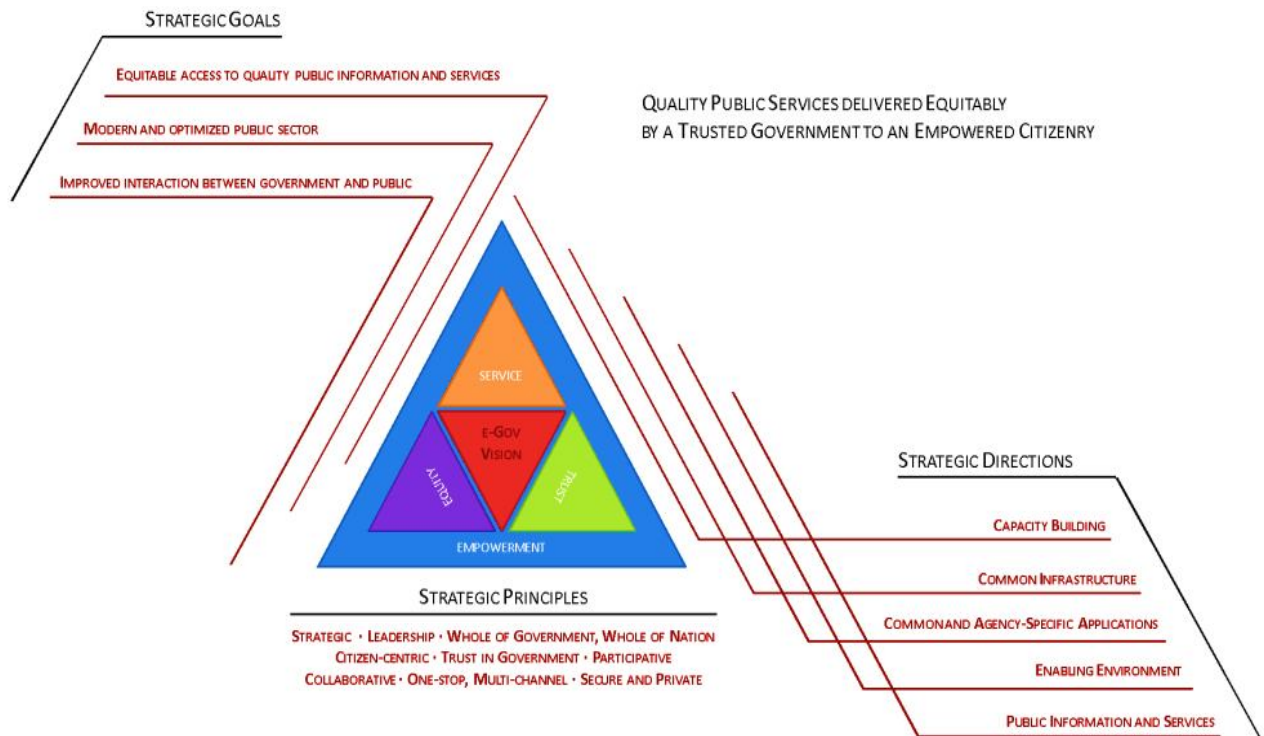 STRATEGIC GOALS
EQUITABLE ACCESS TO QUALITY PUBLIC INFORMATION AND SERVICES
MODERN AND OPTIMIZED PUBLIC SECTOR
IMPROVED INTERACTION BETWEEN GOVERNMENT AND PUBLIC
QUALITY PUBLIC SERVICES DELIVERED EQUITABLY
BY A TRUSTED GOVERNMENT TO AN EMPOWERED CITIZENRY
SERVICE
E-GOV
VISION
EQUITY
TRUST
EMPOWERMENT
STRATEGIC PRINCIPLES
STRATEGIC · LEADERSHIP · WHOLE OF GOVERNMENT, WHOLE OF NATION
CITIZEN-CENTRIC · TRUST IN GOVERNMENT · PARTICIPATIVE
COLLABORATIVE · ONE-STOP, MULTI-CHANNEL · SECURE AND PRIVATE
STRATEGIC DIRECTIONS
CAPACITY BUILDING
COMMON INFRASTRUCTURE
COMMON AND AGENCY-SPECIFIC APPLICATIONS
ENABLING ENVIRONMENT
PUBLIC INFORMATION AND SERVICES